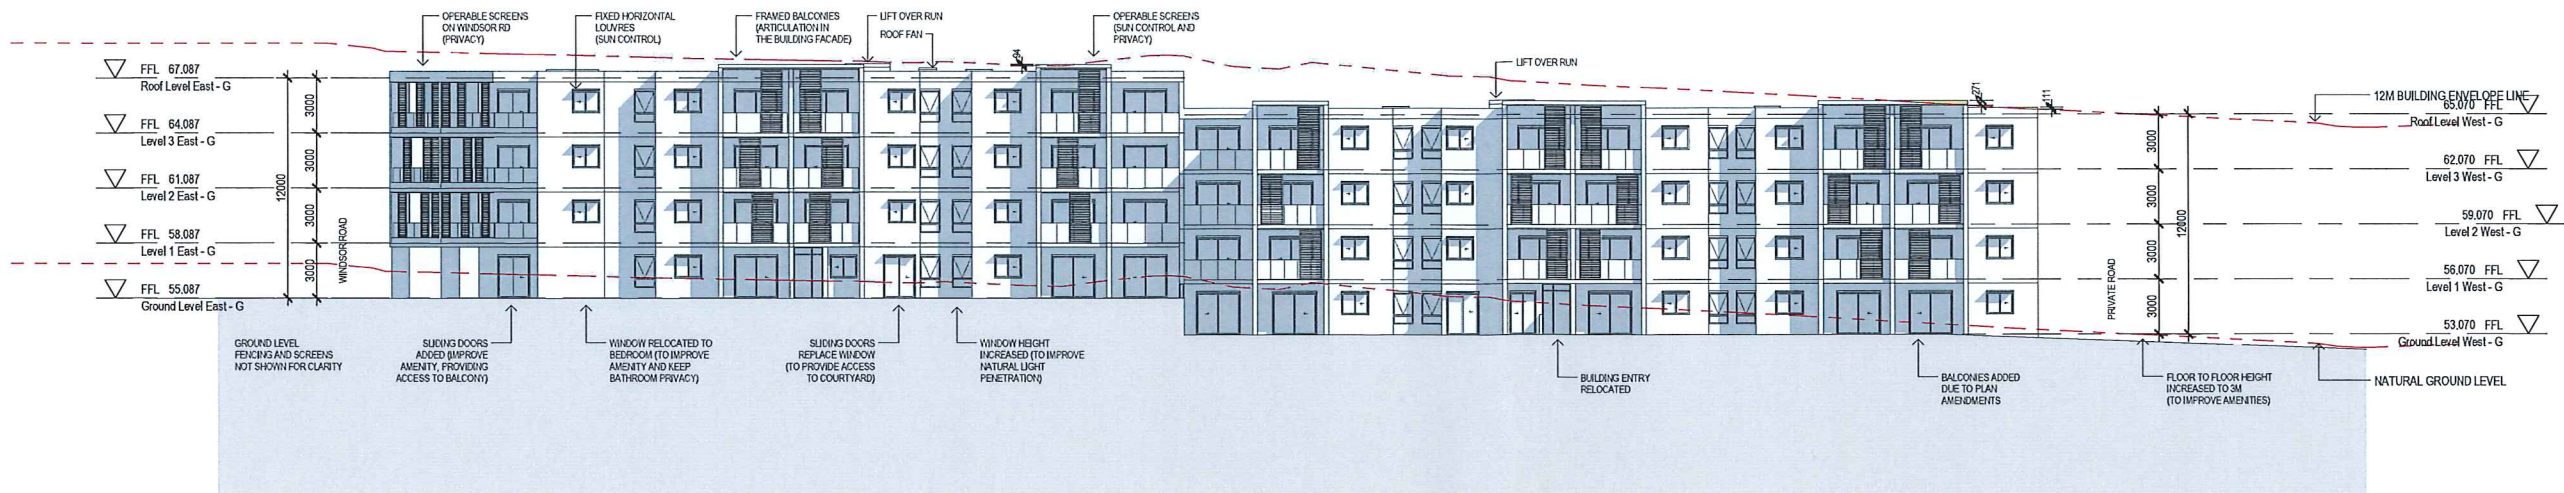 OPERABLE SCREENS
ON WINDSOR RD
(PRIVACY)
FIXED HORIZONTAL
LOUVRES
(SUN CONTROL)
FRAMED BALCONIES
(ARTICULATION IN
THE BUILDING FACADE)
LIFT OVER RUN
ROOF FAN
94
OPERABLE SCREENS
(SUN CONTROL AND
PRIVACY)
LIFT OVER RUN
271
111
12M BUILDING ENVELOPE LINE
FFL 67.087
Roof Level East - G
FFL 64.087
Level 3 East - G
FFL 61.087
Level 2 East - G
FFL 58.087
Level 1 East - G
FFL 55.087
Ground Level East - G
12000
3000
3000
3000
3000
WINDSOR ROAD
65.070 FFL
Roof Level West - G
62.070 FFL
Level 3 West - G
59.070 FFL
Level 2 West - G
56.070 FFL
Level 1 West - G
53.070 FFL
Ground Level West - G
PRIVATE ROAD
3000
3000
3000
3000
12000
GROUND LEVEL
FENCING AND SCREENS
NOT SHOWN FOR CLARITY
SLIDING DOORS
ADDED (IMPROVE
AMENITY, PROVIDING
ACCESS TO BALCONY)
WINDOW RELOCATED TO
BEDROOM (TO IMPROVE
AMENITY AND KEEP
BATHROOM PRIVACY)
SLIDING DOORS
REPLACE WINDOW
(TO PROVIDE ACCESS
TO COURTYARD)
WINDOW HEIGHT
INCREASED (TO IMPROVE
NATURAL LIGHT
PENETRATION)
BUILDING ENTRY
RELOCATED
BALCONIES ADDED
DUE TO PLAN
AMENDMENTS
FLOOR TO FLOOR HEIGHT
INCREASED TO 3M
(TO IMPROVE AMENITIES)
NATURAL GROUND LEVEL